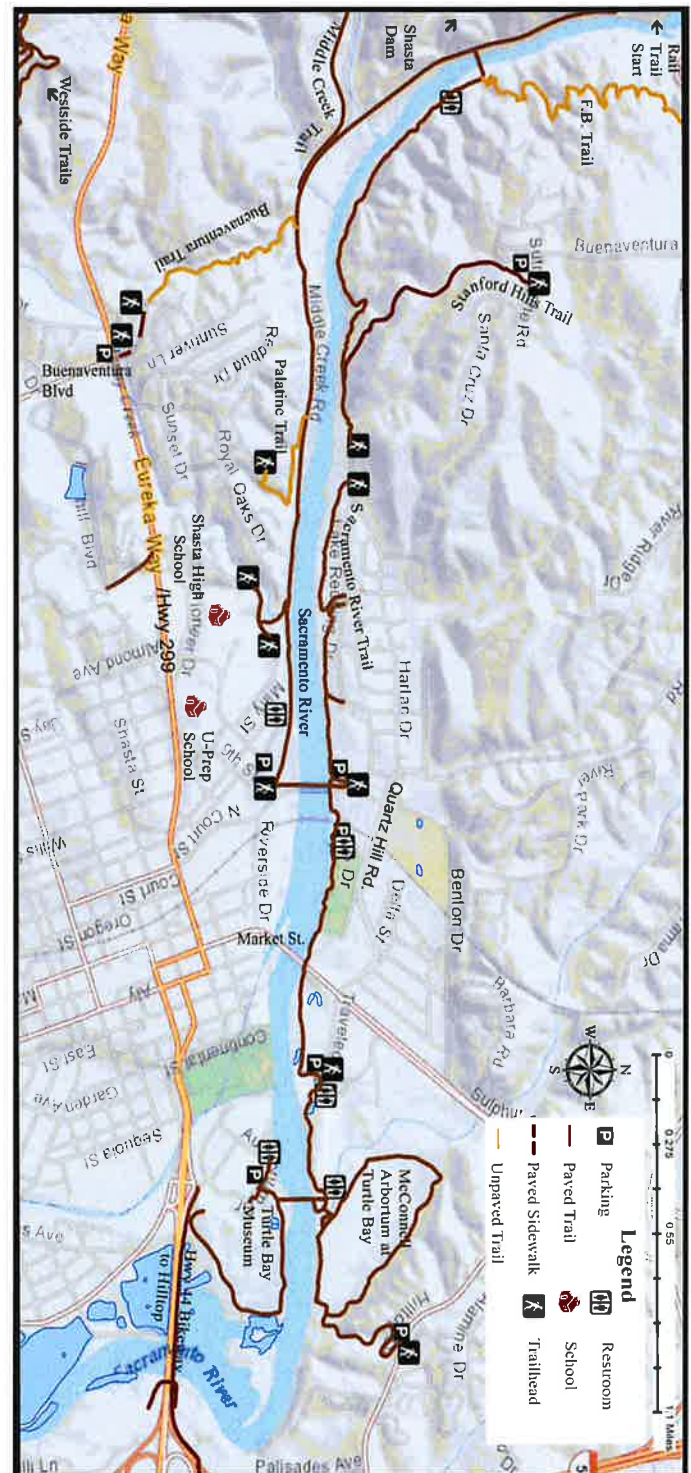 Rail
Trail
Start
F.B. Trail
Shasta
Dam
Middle Creek
Trail
Way
Westside Trails
Buenaventura
Stanford Hills Trail
Santa Cruz Dr
Buenaventura Trail
Middle Creek Rd
Sunriver Ln
Redbud Dr
Palatine Trail
Buenaventura
Blvd
Sunset Dr
Royal Oaks Dr
Eureka Way /Hwy 299
Blvd
Shasta High
School
U-Prep
School
Sacramento River Trail
Sacramento River
River Ridge Dr
Harlan Dr
Almond Ave
Shasta St
N Court St
Court St
Oregon St
Riverside Dr
Market St.
Quartz Hill Rd.
Dr
Delta St
Benton Dr
River Park Dr
Barbara Rd
Rd
Dr
East St
Continental St
Garden Ave
Sequoia St
McConnell
Arbortum at
Turtle Bay
Turtle Bay
Museum
Hwy 44 Bikeway
to Hilltop
Sacramento River
Palisades Ave
0 0.275 0.55 1.1 Miles
N
W E
S
Legend
P Parking
Restroom
Paved Trail
School
Paved Sidewalk
Trailhead
Unpaved Trail
5